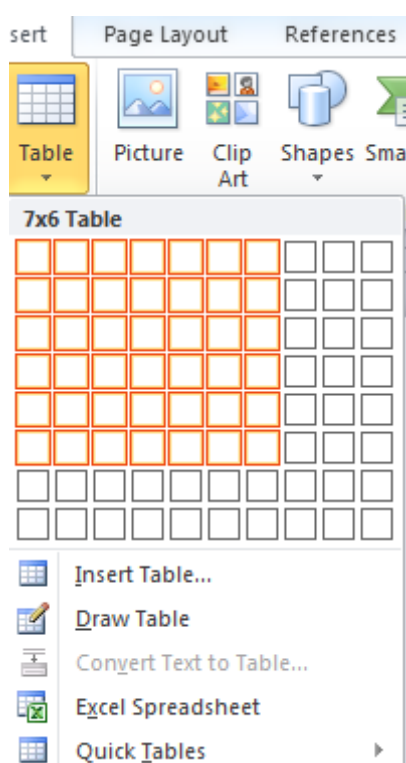 sert Page Layout References
Table Picture Clip Art Shapes Sma
7x6 Table
Insert Table...
Draw Table
Convert Text to Table...
Excel Spreadsheet
Quick Tables